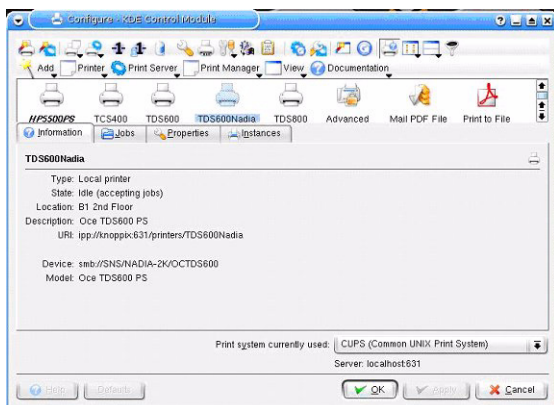 Configure - KDE Control Module
Add Printer Print Server Print Manager View Documentation
HP5500PS TCS400 TDS600 TDS600Nadia TDS800 Advanced Mail PDF File Print to File
Information Jobs Properties Instances
TDS600Nadia
Type: Local printer
State: Idle (accepting jobs)
Location: B1 2nd Floor
Description: Oce TDS600 PS
URI: ipp://knoppix:631/printers/TDS600Nadia
Device: smb://SNS/NADIA-2K/OCTDS600
Model: Oce TDS600 PS
Print system currently used: CUPS (Common UNIX Print System)
Server: localhost:631
Help Defaults OK Apply Cancel